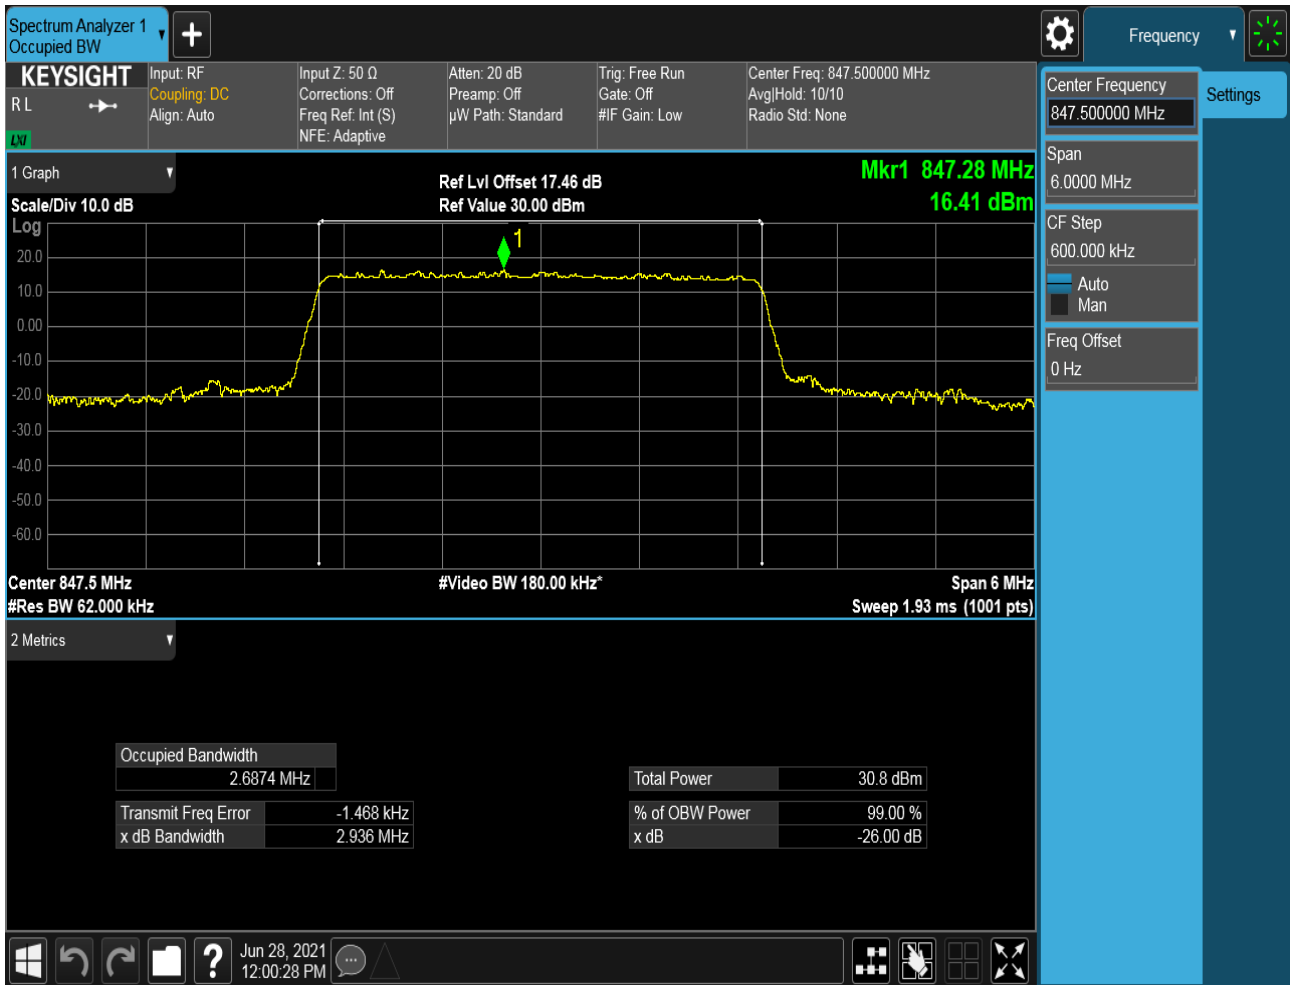 Spectrum Analyzer 1
Occupied BW
Frequency
KEYSIGHT
R L
LXI
Input: RF
Coupling: DC
Align: Auto
Input Z: 50 Ω
Corrections: Off
Freq Ref: Int (S)
NFE: Adaptive
Atten: 20 dB
Preamp: Off
µW Path: Standard
Trig: Free Run
Gate: Off
#IF Gain: Low
Center Freq: 847.500000 MHz
Avg|Hold: 10/10
Radio Std: None
Center Frequency
847.500000 MHz
Settings
Span
6.0000 MHz
CF Step
600.000 kHz
Auto
Man
Freq Offset
0 Hz
1 Graph
Scale/Div 10.0 dB
Ref Lvl Offset 17.46 dB
Ref Value 30.00 dBm
Mkr1 847.28 MHz
16.41 dBm
Log
1
20.0
10.0
0.00
-10.0
-20.0
-30.0
-40.0
-50.0
-60.0
Center 847.5 MHz
#Video BW 180.00 kHz*
Span 6 MHz
#Res BW 62.000 kHz
Sweep 1.93 ms (1001 pts)
2 Metrics
Occupied Bandwidth
2.6874 MHz
Total Power 30.8 dBm
Transmit Freq Error -1.468 kHz
% of OBW Power 99.00 %
x dB Bandwidth 2.936 MHz
x dB -26.00 dB
?
Jun 28, 2021
12:00:28 PM